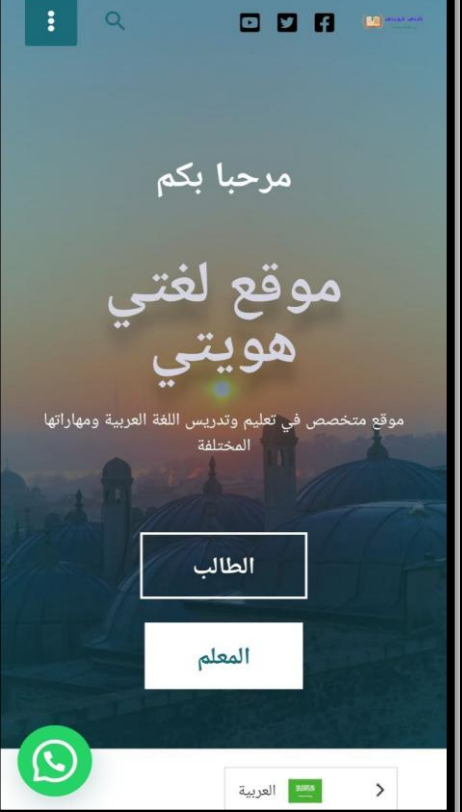 مرحبا بكم
موقع لغتي
هويتي
موقع متخصص في تعليم وتدريس اللغة العربية ومهاراتها
المختلفة
الطالب
المعلم
العربية